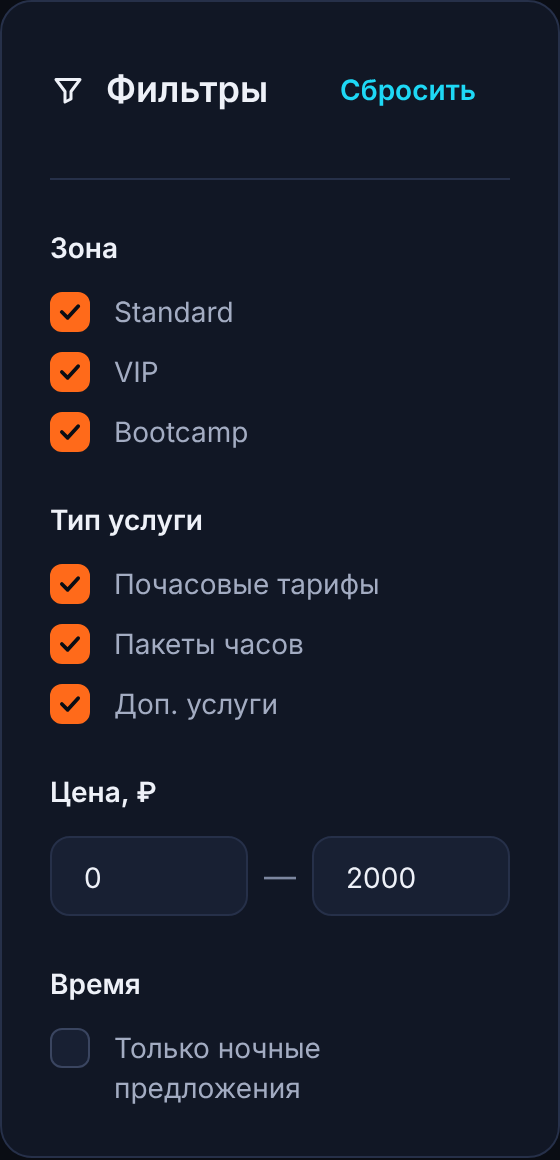 Фильтры Сбросить
Зона
Standard
VIP
Bootcamp
Тип услуги
Почасовые тарифы
Пакеты часов
Доп. услуги
Цена, ₽
0 — 2000
Время
Только ночные
предложения